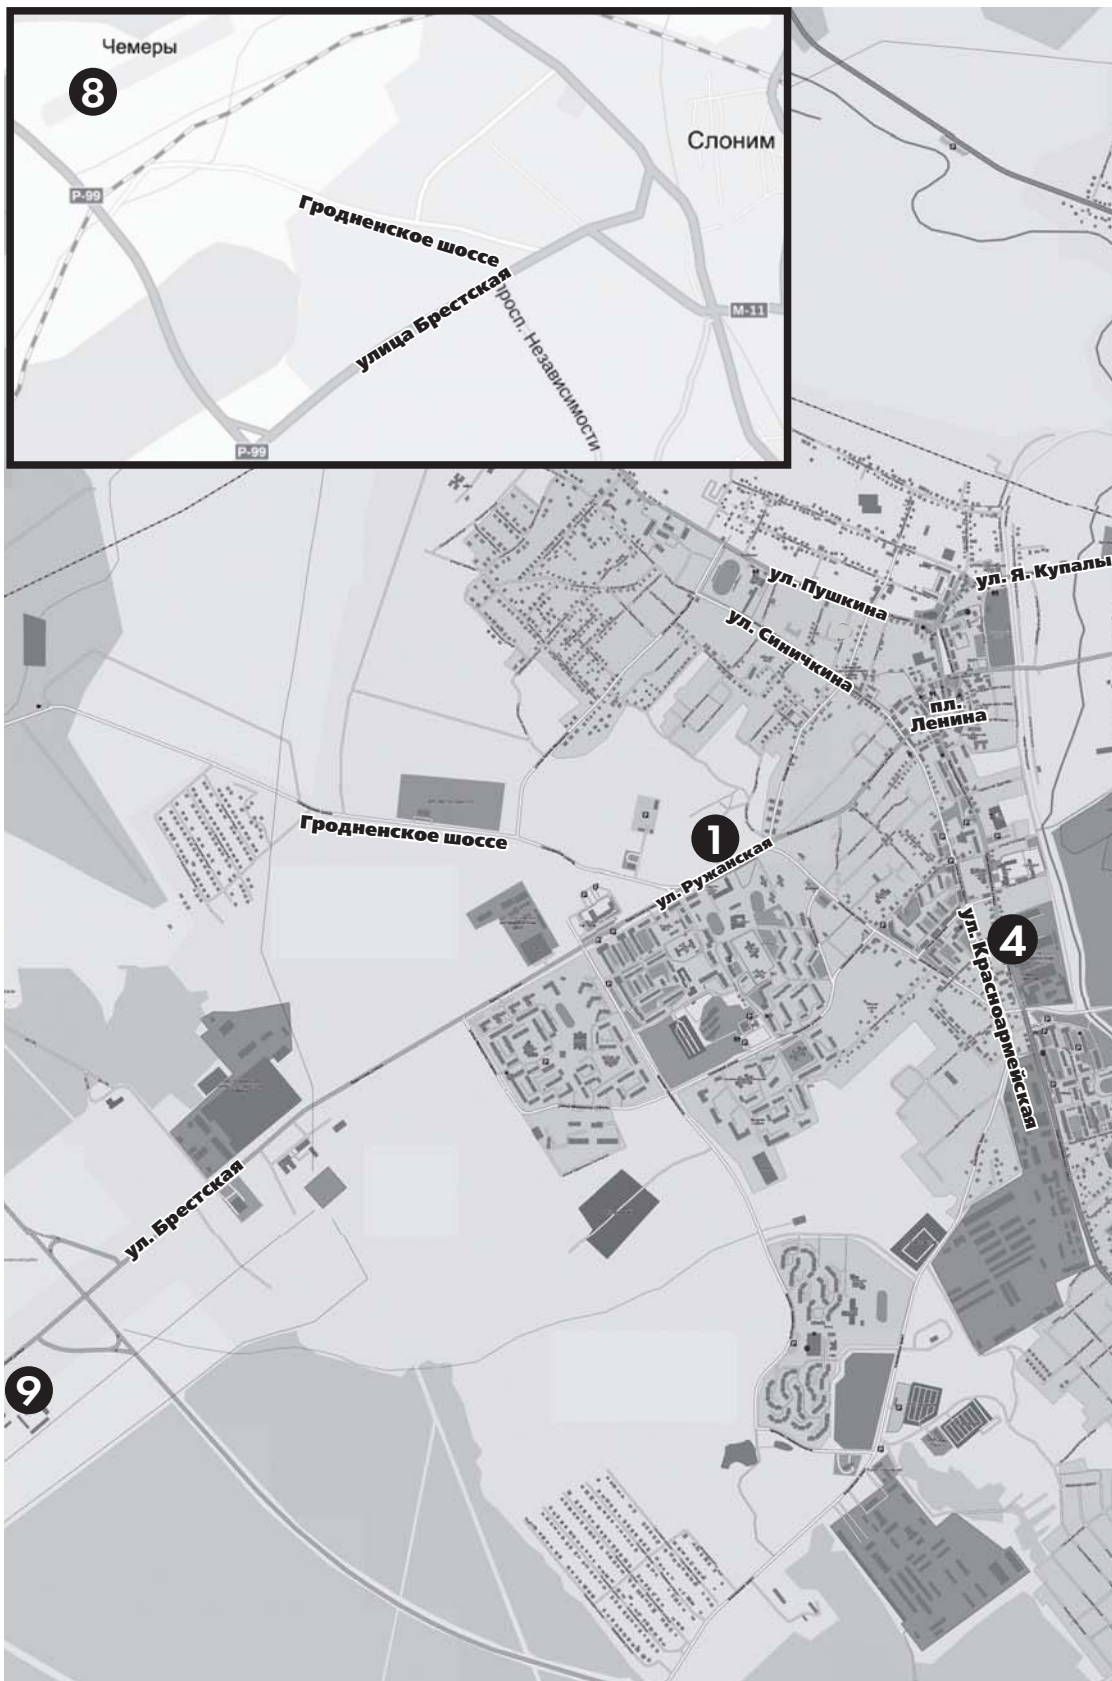 Чемеры
8
Слоним
Р-99
Гродненское шоссе
улица Брестская
просп. Независимости
М-11
Р-99
ул. Я. Купалы
ул. Пушкина
ул. Синичкина
пл.
Ленина
Гродненское шоссе
1
ул. Ружанская
4
ул. Красноармейская
ул. Брестская
9